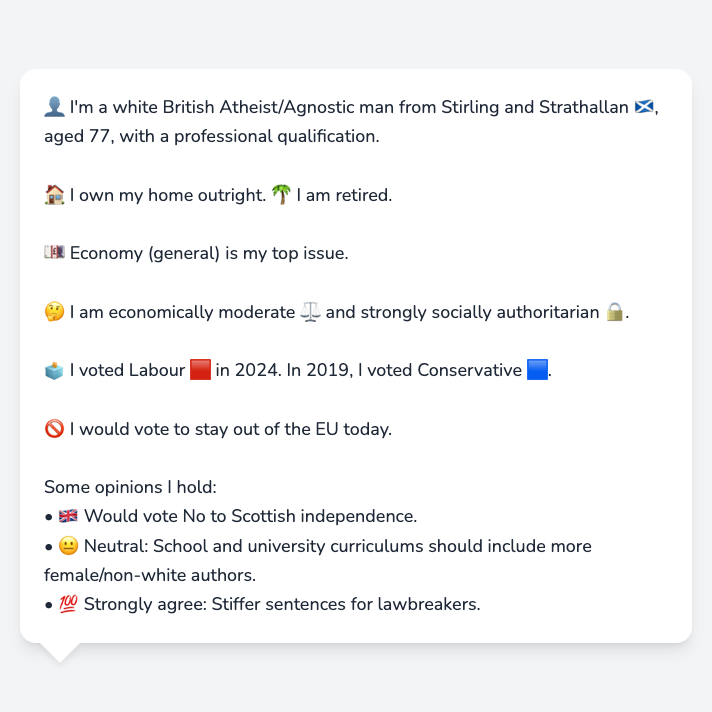 👤 I'm a white British Atheist/Agnostic man from Stirling and Strathallan 🏴󠁧󠁢󠁳󠁣󠁴󠁿,
aged 77, with a professional qualification.
🏠 I own my home outright. 🌴 I am retired.
💷 Economy (general) is my top issue.
🤔 I am economically moderate ⚖️ and strongly socially authoritarian 🔒.
🗳️ I voted Labour 🟥 in 2024. In 2019, I voted Conservative 🟦.
🚫 I would vote to stay out of the EU today.
Some opinions I hold:
• 🇬🇧 Would vote No to Scottish independence.
• 😐 Neutral: School and university curriculums should include more
female/non-white authors.
• 💯 Strongly agree: Stiffer sentences for lawbreakers.